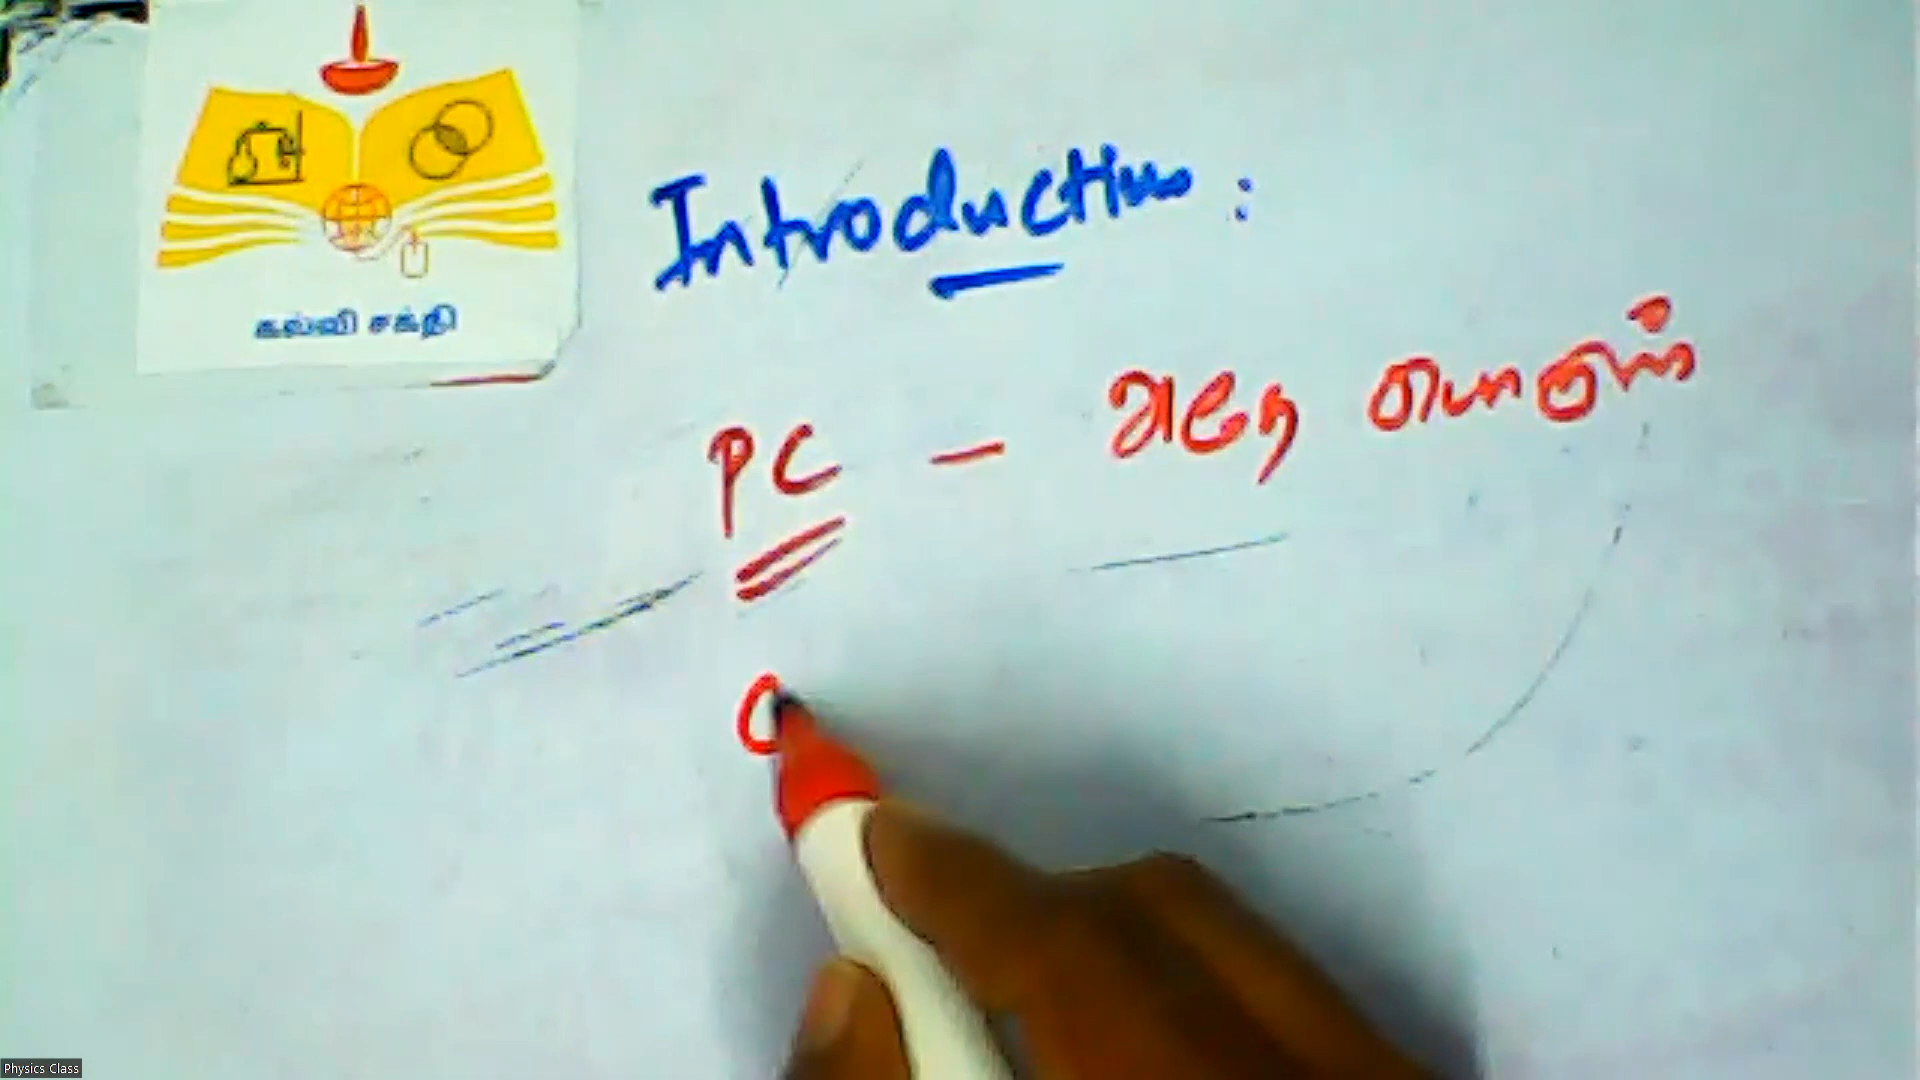 கல்வி சக்தி
Introduction :
PC – அதே பொருள்
Physics Class